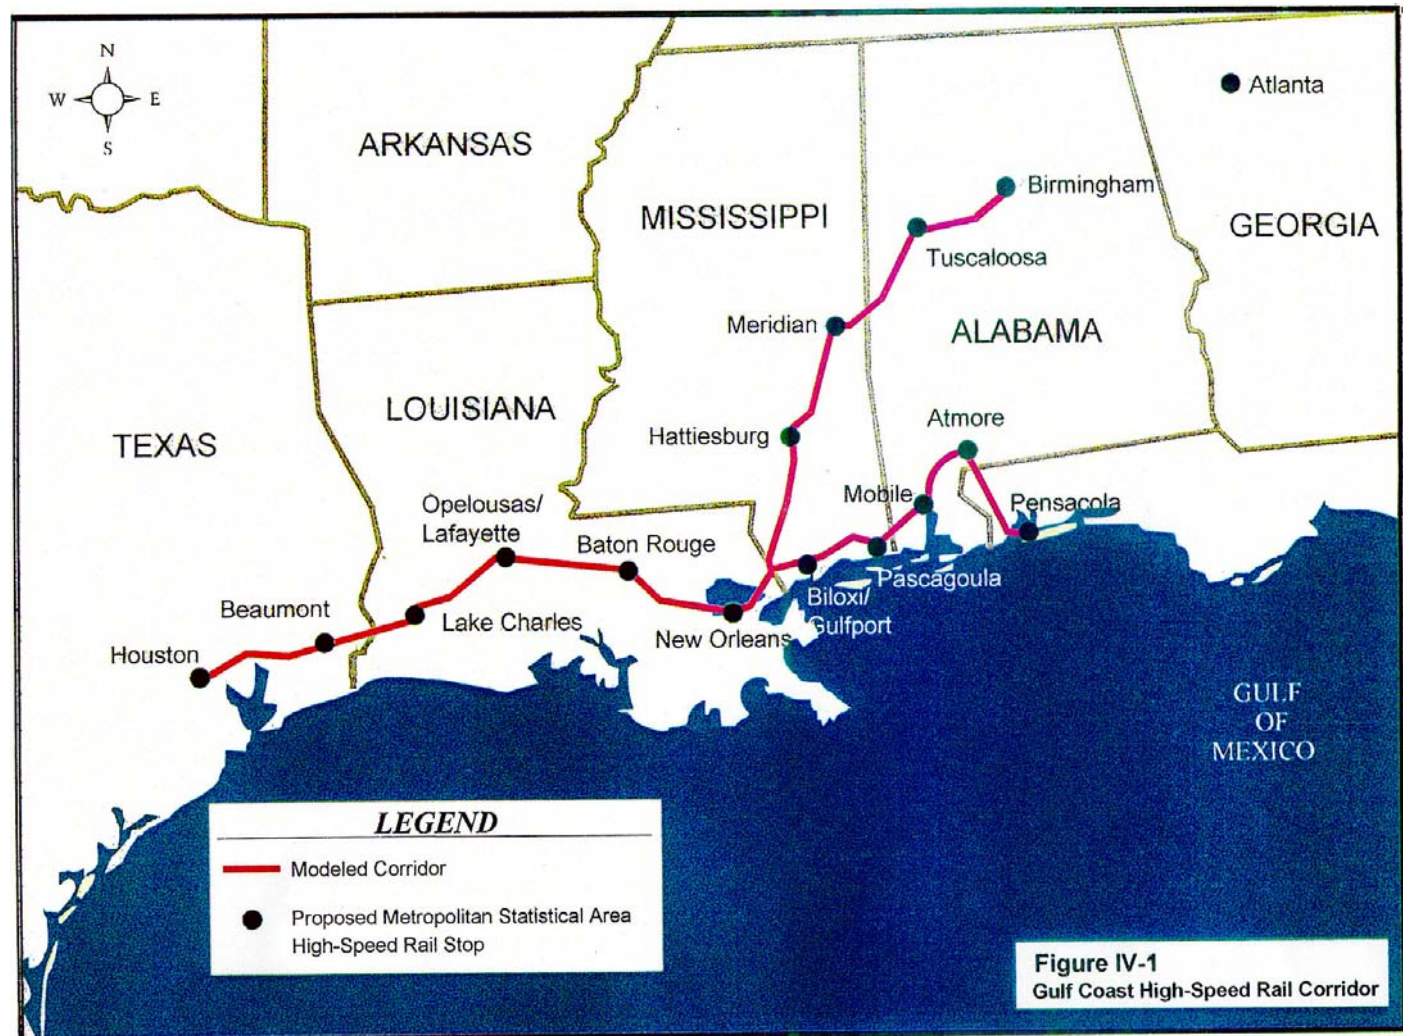 N
W E
S
Atlanta
ARKANSAS
Birmingham
MISSISSIPPI
GEORGIA
Tuscaloosa
Meridian
ALABAMA
LOUISIANA
Atmore
TEXAS
Hattiesburg
Opelousas/
Lafayette
Mobile
Pensacola
Baton Rouge
Pascagoula
Biloxi/
Gulfport
Beaumont
Lake Charles
New Orleans
Houston
GULF
OF
MEXICO
LEGEND
Modeled Corridor
Proposed Metropolitan Statistical Area
High-Speed Rail Stop
Figure IV-1
Gulf Coast High-Speed Rail Corridor